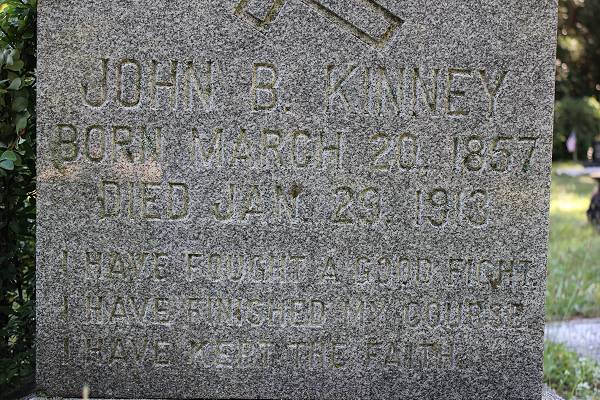 JOHN B. KINNEY
BORN MARCH 20. 1857
DIED JAN. 29. 1913
I HAVE FOUGHT A GOOD FIGHT.
I HAVE FINISHED MY COURSE.
I HAVE KEPT THE FAITH.